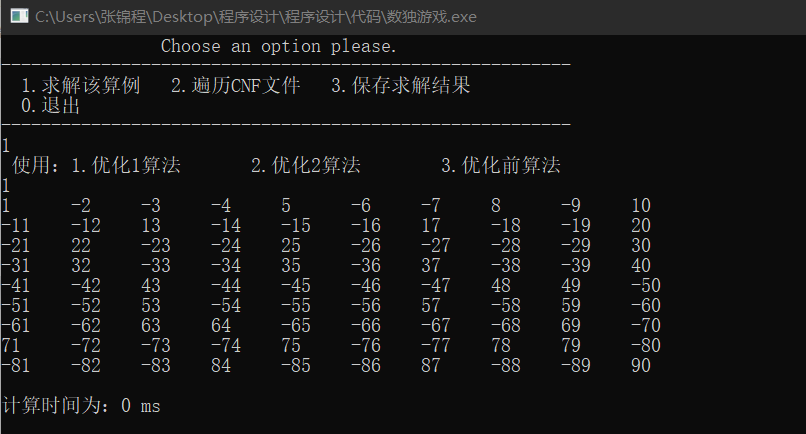 C:\Users\张锦程\Desktop\程序设计\程序设计\代码\数独游戏.exe
Choose an option please.
---------------------------------------------------------
1.求解该算例 2.遍历CNF文件 3.保存求解结果
0.退出
---------------------------------------------------------
1
使用：1.优化1算法 2.优化2算法 3.优化前算法
1
1 -2 -3 -4 5 -6 -7 8 -9 10
-11 -12 13 -14 -15 -16 17 -18 -19 20
-21 22 -23 -24 25 -26 -27 -28 -29 30
-31 32 -33 -34 35 -36 37 -38 -39 40
-41 -42 43 -44 -45 -46 -47 48 49 -50
-51 -52 53 -54 -55 -56 57 -58 59 -60
-61 -62 63 64 -65 -66 -67 -68 69 -70
71 -72 -73 -74 75 -76 -77 78 79 -80
-81 -82 -83 84 -85 -86 87 -88 -89 90
计算时间为：0 ms